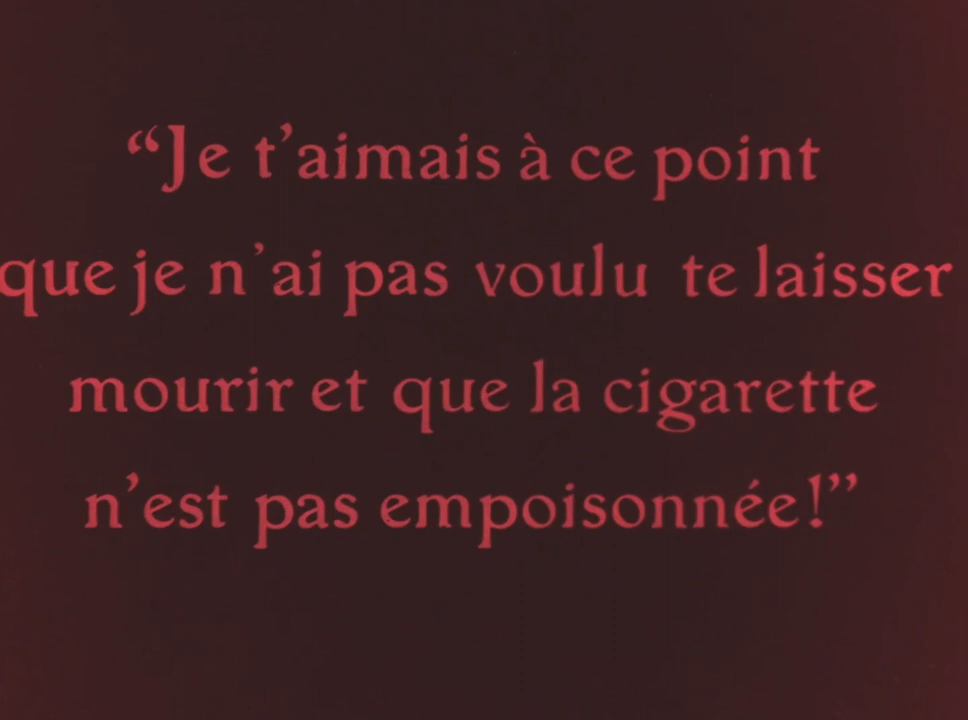 “Je t’aimais à ce point
que je n’ai pas voulu te laisser
mourir et que la cigarette
n’est pas empoisonnée!”